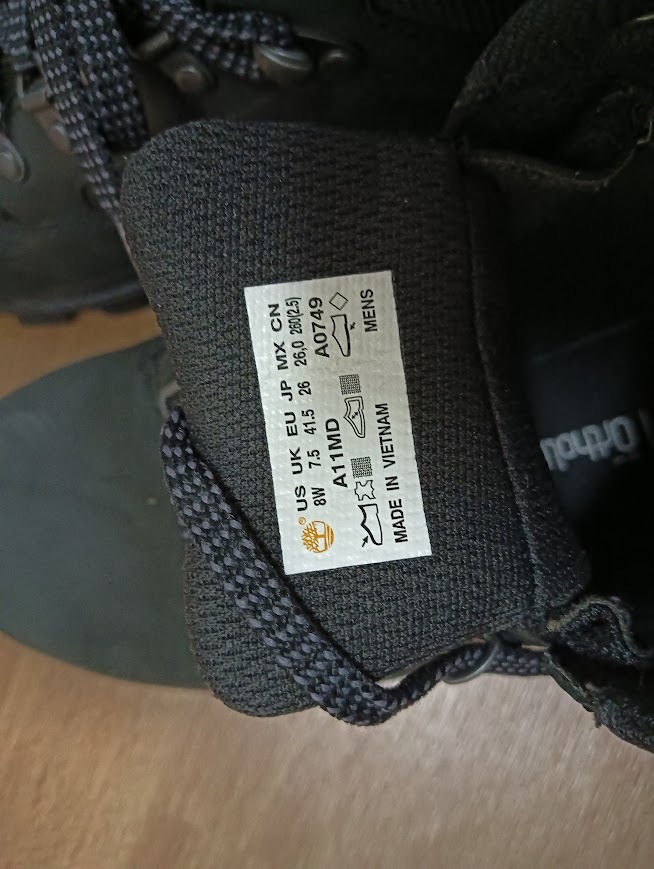 ® US UK EU JP MX CN
8W 7.5 41.5 26 26,0 260(2.5)
A11MD A0749
MADE IN VIETNAM MENS